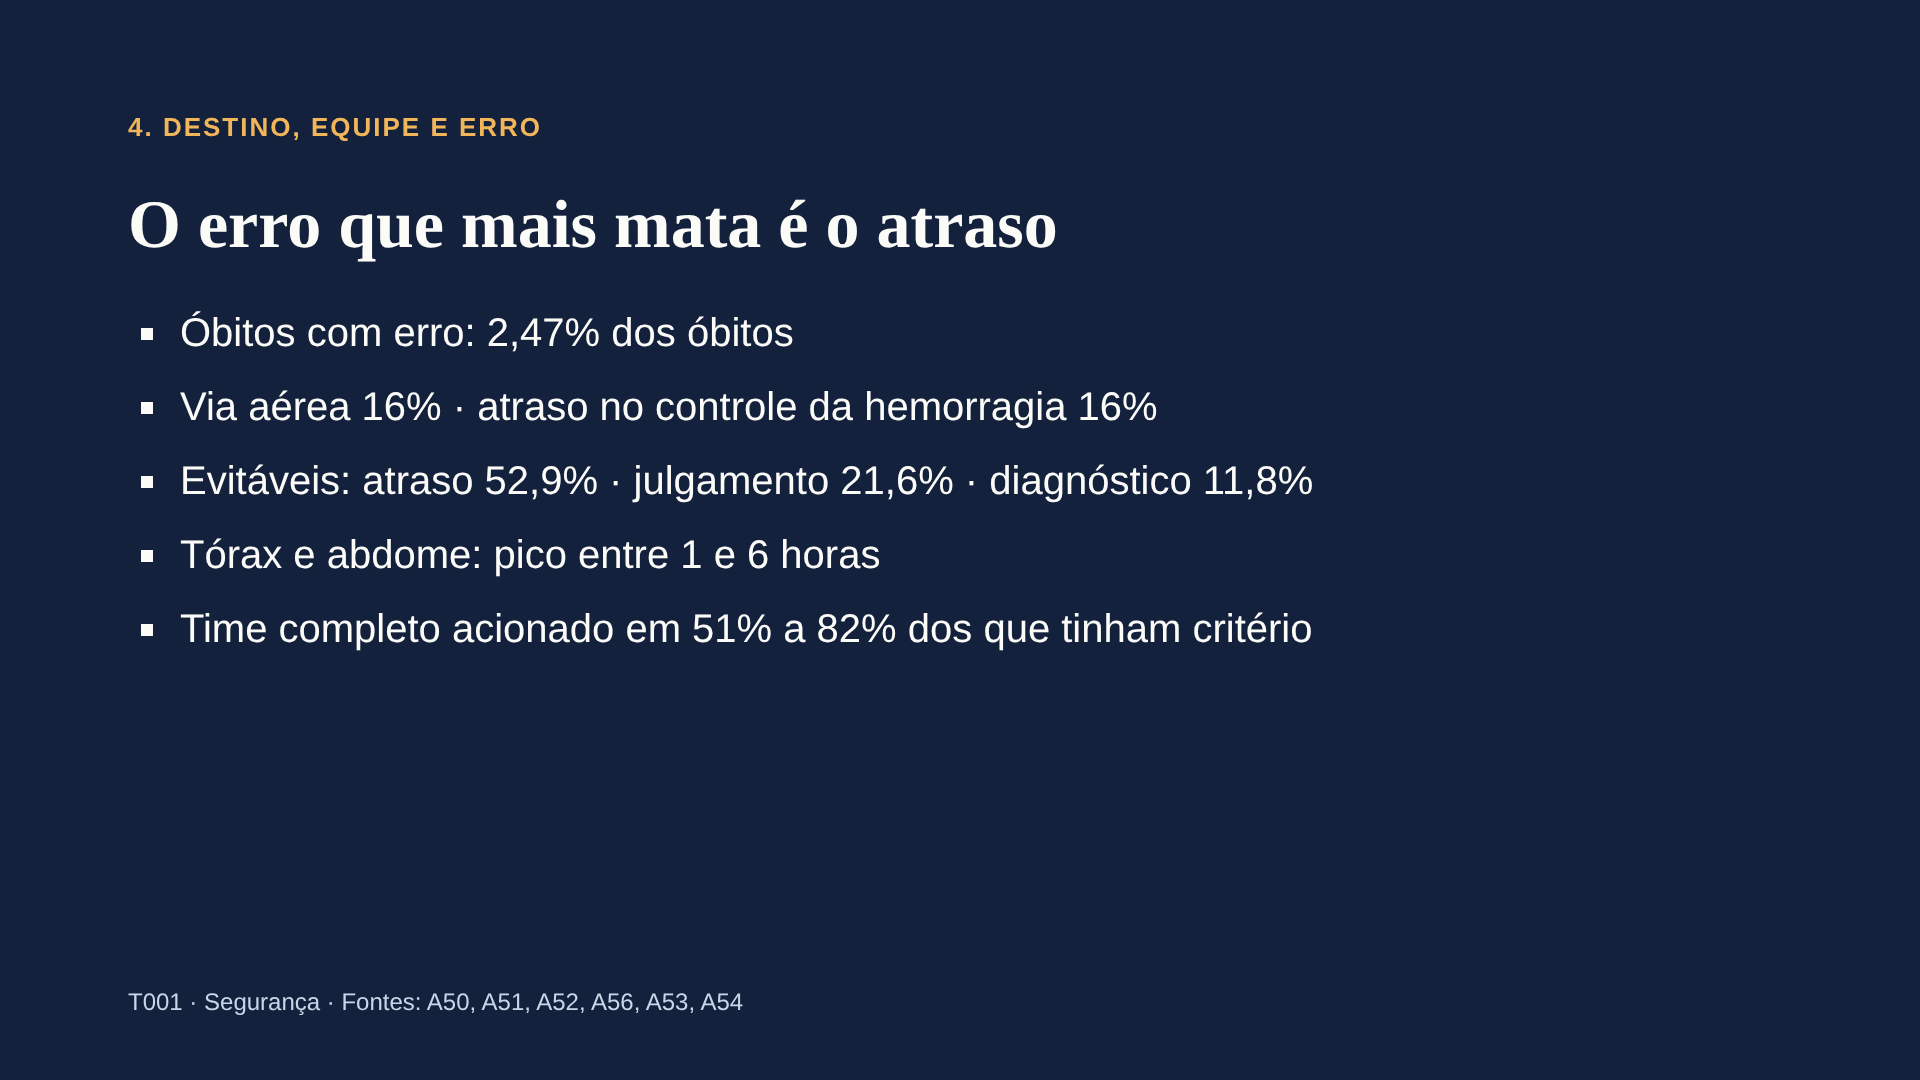 4. DESTINO, EQUIPE E ERRO
O erro que mais mata é o atraso
▪ Óbitos com erro: 2,47% dos óbitos
▪ Via aérea 16% · atraso no controle da hemorragia 16%
▪ Evitáveis: atraso 52,9% · julgamento 21,6% · diagnóstico 11,8%
▪ Tórax e abdome: pico entre 1 e 6 horas
▪ Time completo acionado em 51% a 82% dos que tinham critério
T001 · Segurança · Fontes: A50, A51, A52, A56, A53, A54